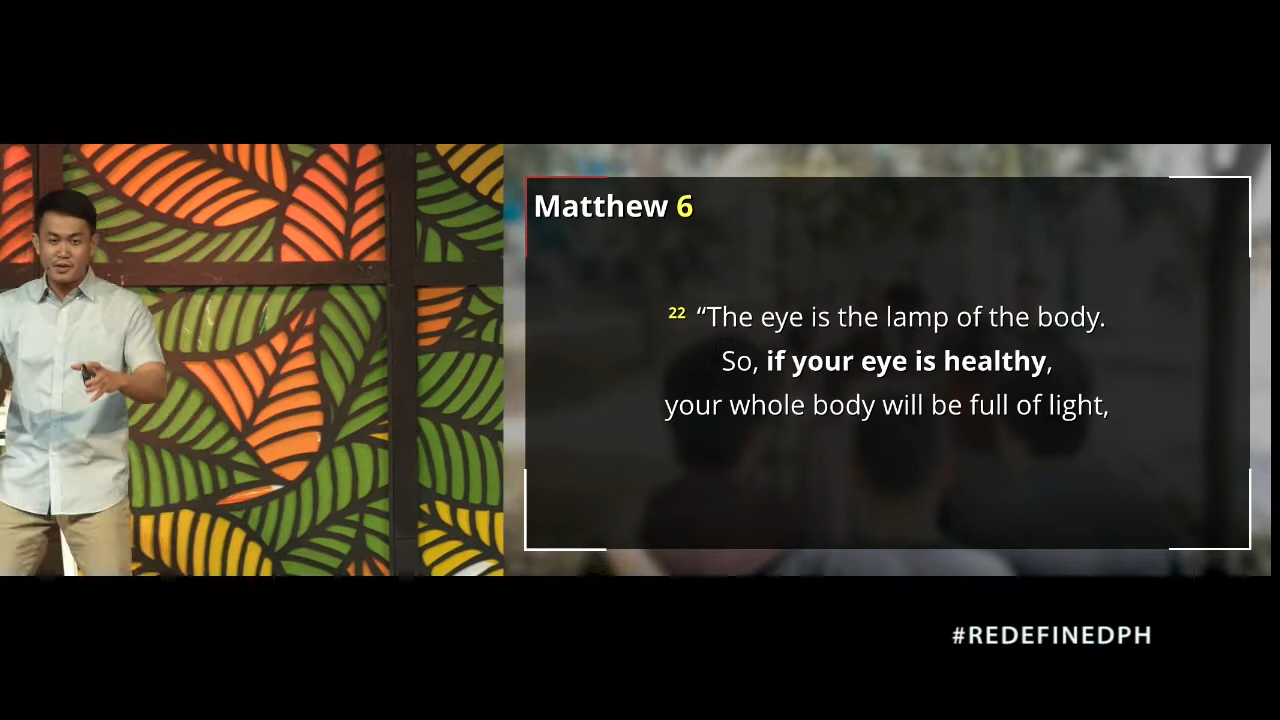 Matthew 6
22 “The eye is the lamp of the body.
So, if your eye is healthy,
your whole body will be full of light,
#REDEFINEDPH